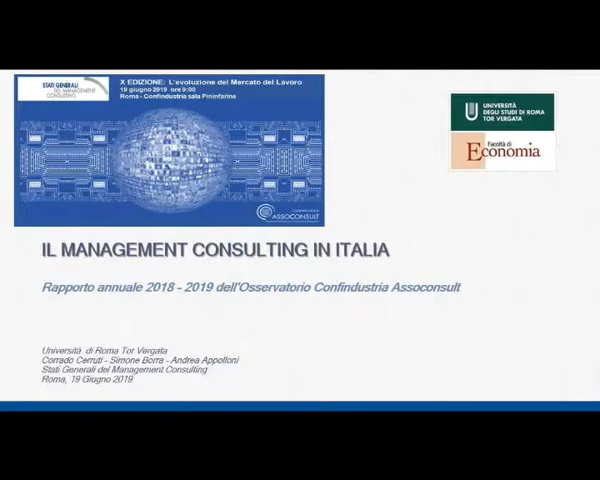 STATI GENERALI
DEL MANAGEMENT
CONSULTING
X EDIZIONE: L'evoluzione del Mercato del Lavoro
19 giugno 2019 ore 9:00
Roma - Confindustria sala Pininfarina
ASSOCONSULT
UNIVERSITÀ
DEGLI STUDI DI ROMA
TOR VERGATA
Facoltà di
Economia
IL MANAGEMENT CONSULTING IN ITALIA
Rapporto annuale 2018 - 2019 dell'Osservatorio Confindustria Assoconsult
Università di Roma Tor Vergata
Corrado Cerruti - Simone Borra - Andrea Appolloni
Stati Generali del Management Consulting
Roma, 19 Giugno 2019